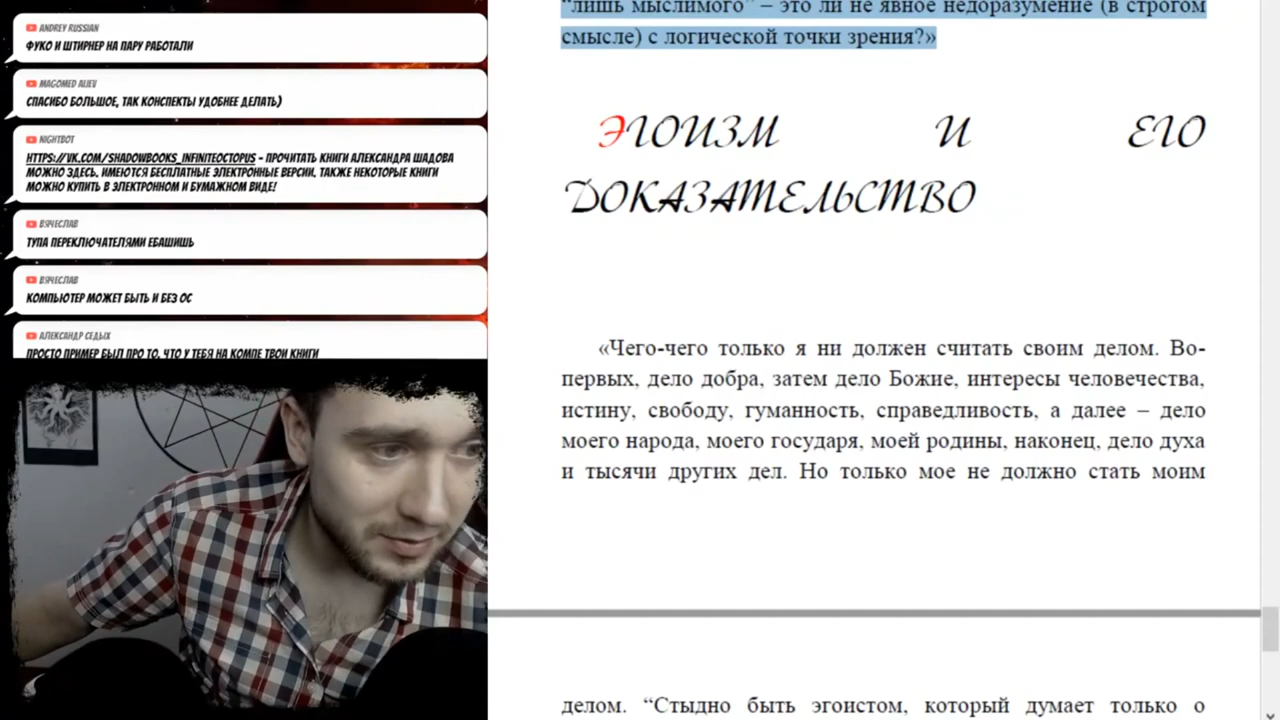 ANDREY RUSSIAN
ФУКО И ШТИРНЕР НА ПАРУ РАБОТАЛИ
MAGOMED ALIEV
СПАСИБО БОЛЬШОЕ, ТАК КОНСПЕКТЫ УДОБНЕЕ ДЕЛАТЬ)
NIGHTBOT
HTTPS://VK.COM/SHADOWBOOKS_INFINITEOCTOPUS - ПРОЧИТАТЬ КНИГИ АЛЕКСАНДРА ШАДОВА
МОЖНО ЗДЕСЬ. ИМЕЮТСЯ БЕСПЛАТНЫЕ ЭЛЕКТРОННЫЕ ВЕРСИИ. ТАКЖЕ НЕКОТОРЫЕ КНИГИ
МОЖНО КУПИТЬ В ЭЛЕКТРОННОМ И БУМАЖНОМ ВИДЕ!
ВЯЧЕСЛАВ
ТУПА ПЕРЕКЛЮЧАТЕЛЯМИ ЕБАШИШЬ
ВЯЧЕСЛАВ
КОМПЬЮТЕР МОЖЕТ БЫТЬ И БЕЗ ОС
АЛЕКСАНДР СЕДЫХ
ПРОСТО ПРИМЕР БЫЛ ПРО ТО, ЧТО У ТЕБЯ НА КОМПЕ ТВОИ КНИГИ
“лишь мыслимого” – это ли не явное недоразумение (в строгом
смысле) с логической точки зрения?»
ЭГОИЗМ И ЕГО
ДОКАЗАТЕЛЬСТВО
«Чего-чего только я ни должен считать своим делом. Во-
первых, дело добра, затем дело Божие, интересы человечества,
истину, свободу, гуманность, справедливость, а далее – дело
моего народа, моего государя, моей родины, наконец, дело духа
и тысячи других дел. Но только мое не должно стать моим
делом. “Стыдно быть эгоистом, который думает только о